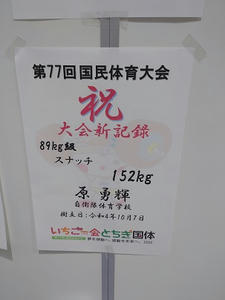 第77回国民体育大会
祝
大会新記録
89kg級
スナッチ
152kg
原 勇輝
自衛隊体育学校
樹立日:令和4年10月7日
いちご一会とちぎ国体